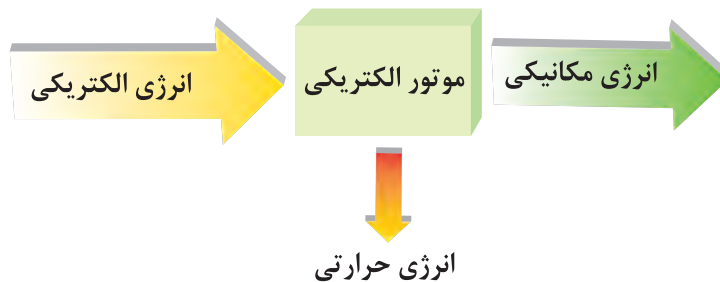 انرژی الکتریکی
موتور الکتریکی
انرژی مکانیکی
انرژی حرارتی